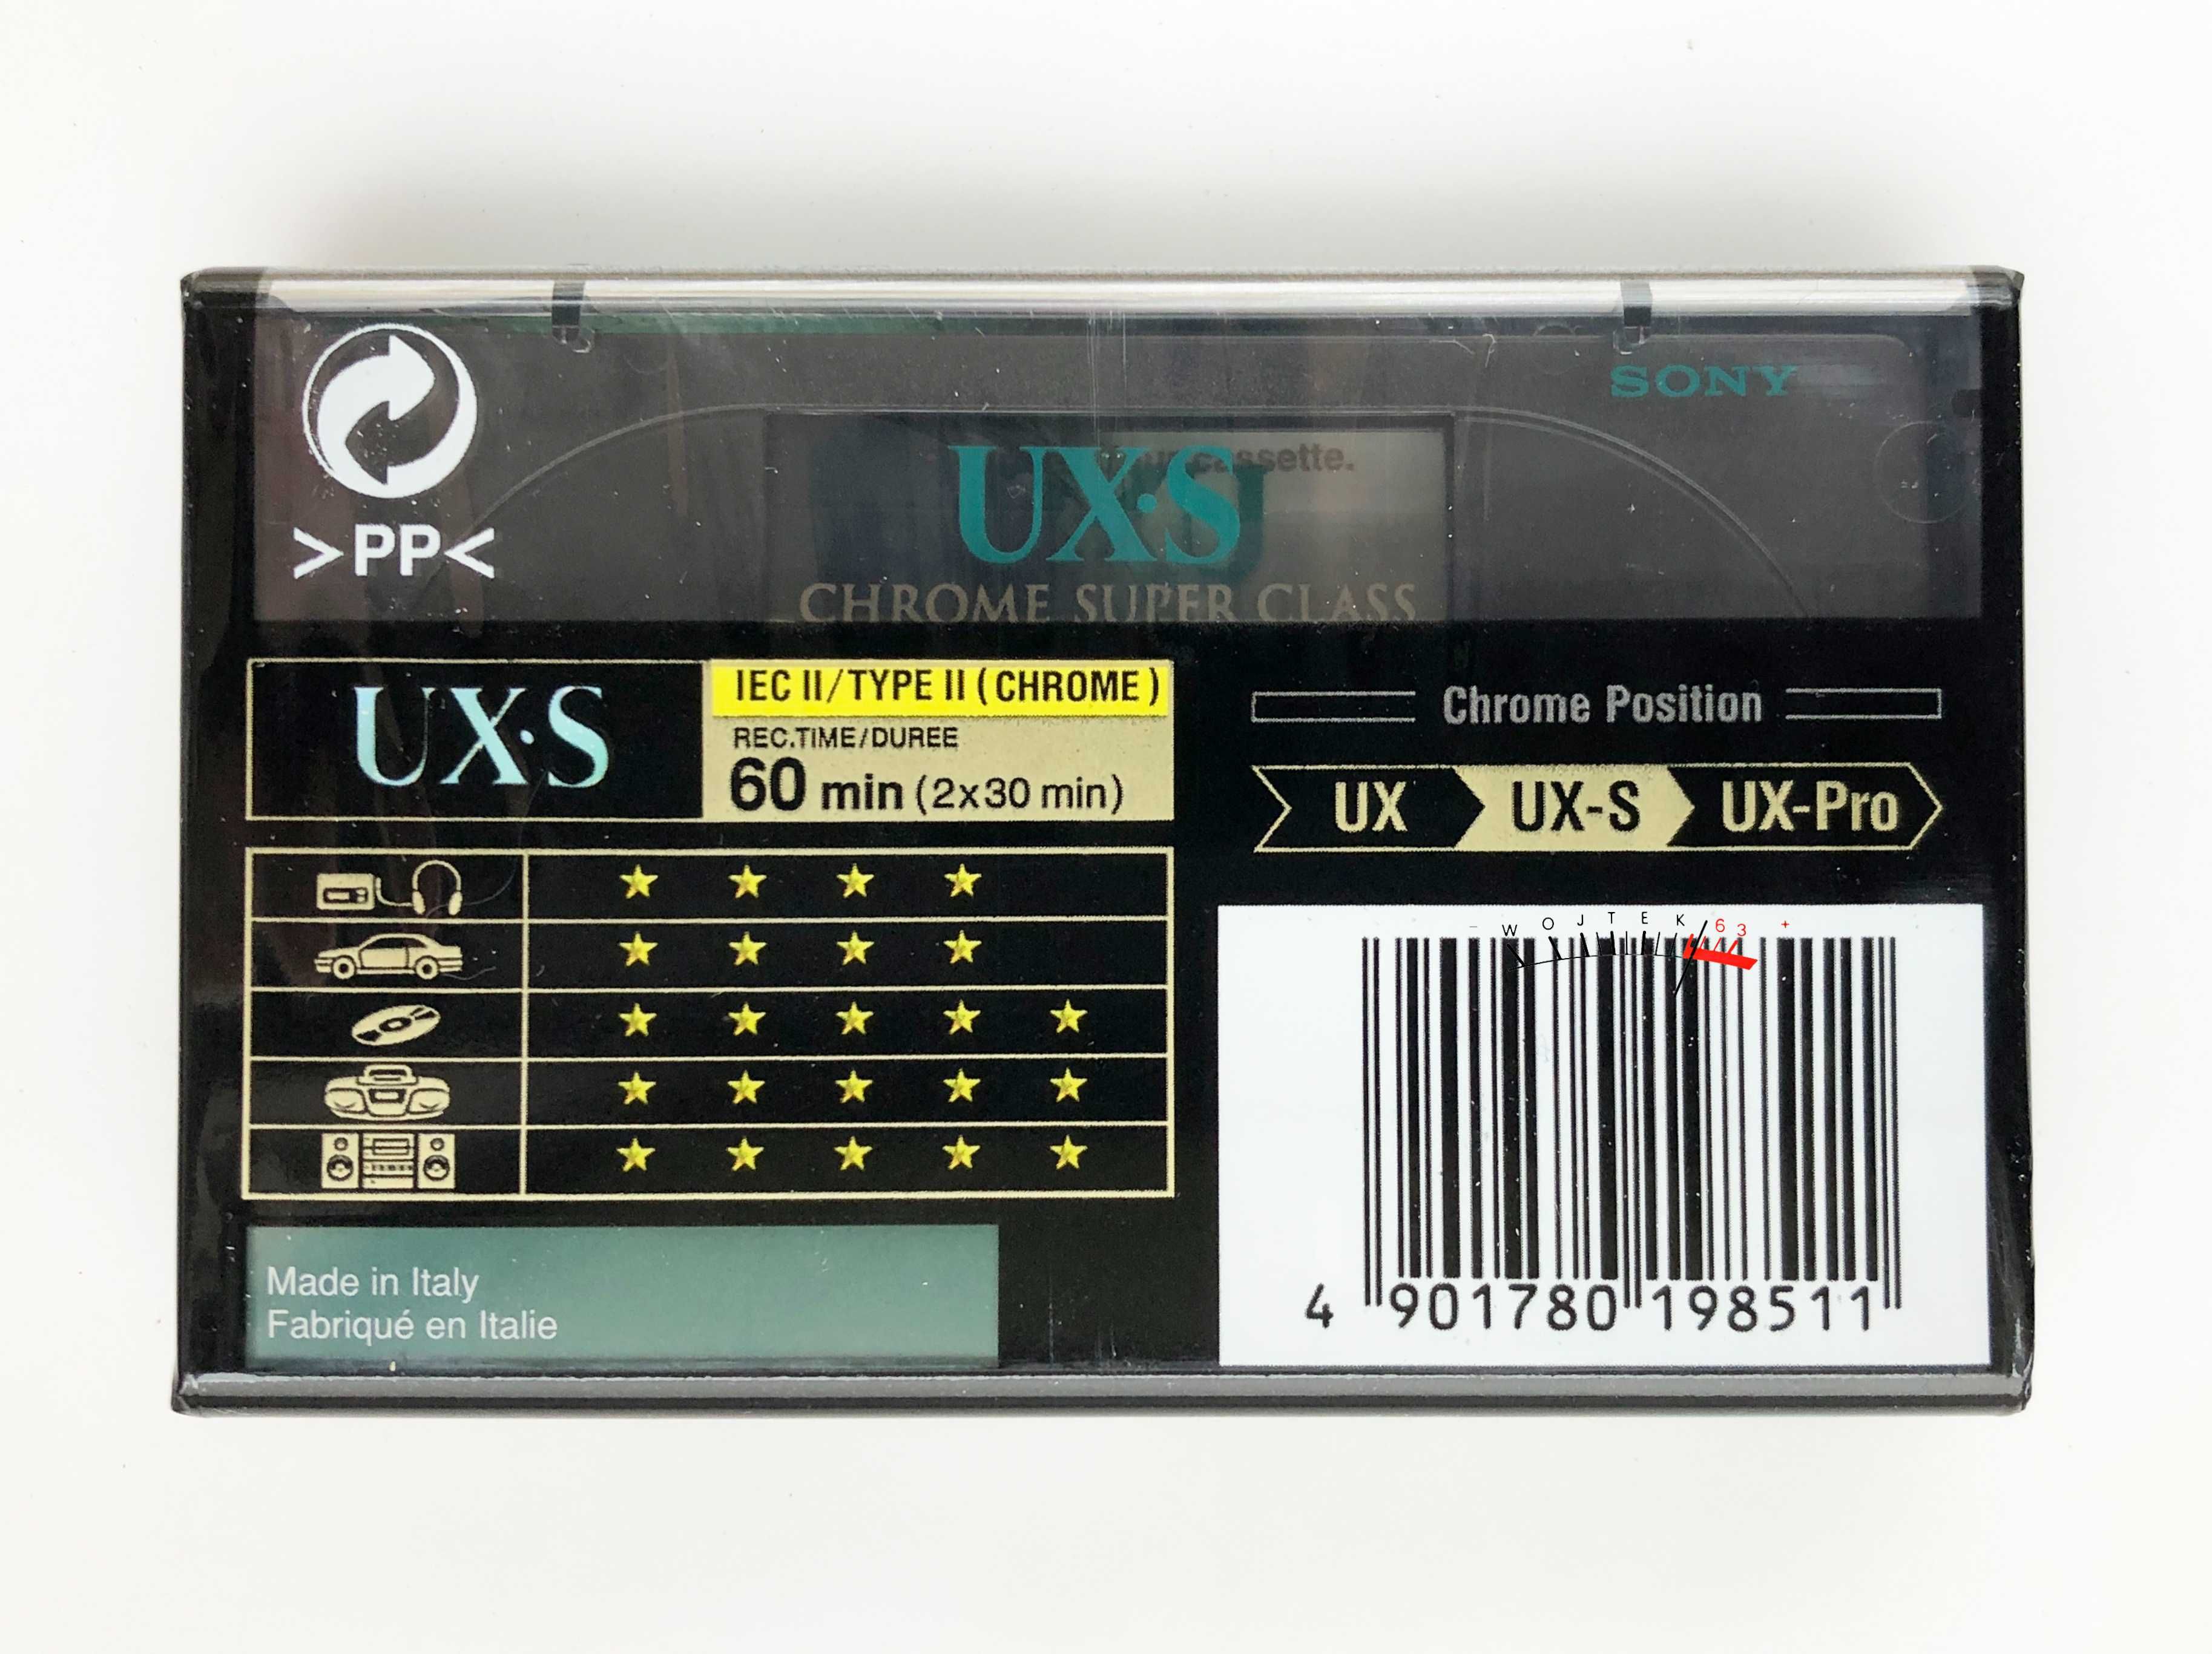 SONY
ur cassette.
UX·S
CHROME SUPER CLASS
>PP<
UX·S
IEC II/TYPE II (CHROME)
REC.TIME/DUREE
60 min (2x30 min)
Chrome Position
UX UX-S UX-Pro
- WOJTEK 63 +
4 901780 198511
Made in Italy
Fabriqué en Italie